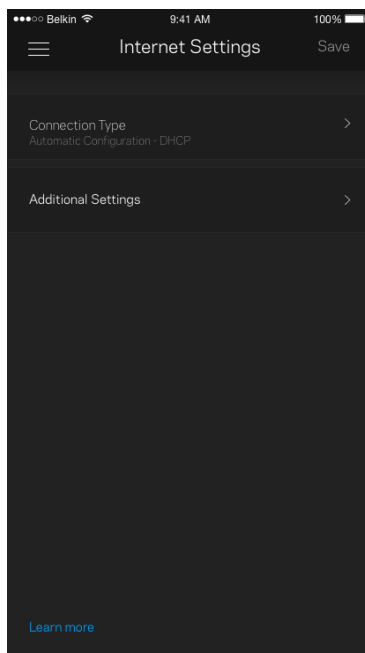 Belkin 9:41 AM 100%
Internet Settings Save
Connection Type
Automatic Configuration - DHCP
Additional Settings
Learn more